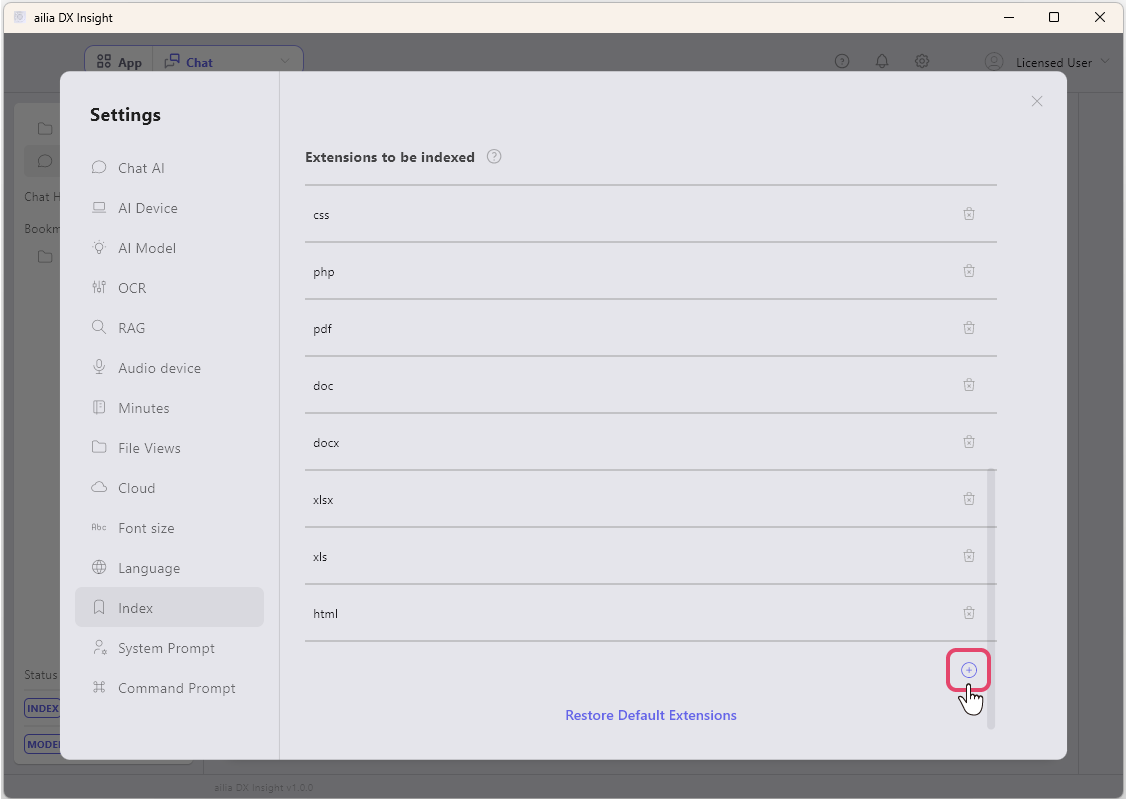 ailia DX Insight
App
Chat
Licensed User
Chat H
Bookm
Status
INDEX
MODE
Settings
Chat AI
AI Device
AI Model
OCR
RAG
Audio device
Minutes
File Views
Cloud
Abc Font size
Language
Index
System Prompt
Command Prompt
Extensions to be indexed
css
php
pdf
doc
docx
xlsx
xls
html
Restore Default Extensions
ailia DX Insight v1.0.0